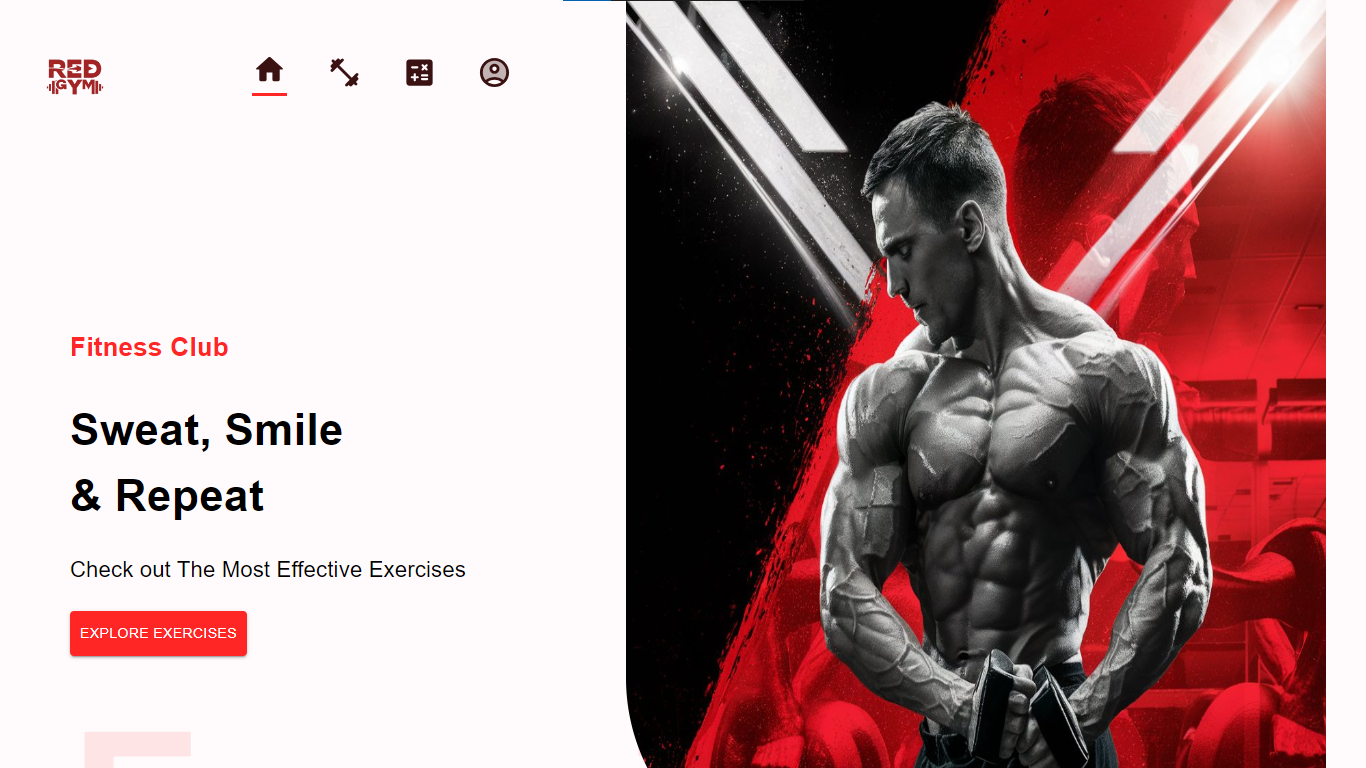 RED
GYM
Fitness Club
Sweat, Smile
& Repeat
Check out The Most Effective Exercises
EXPLORE EXERCISES